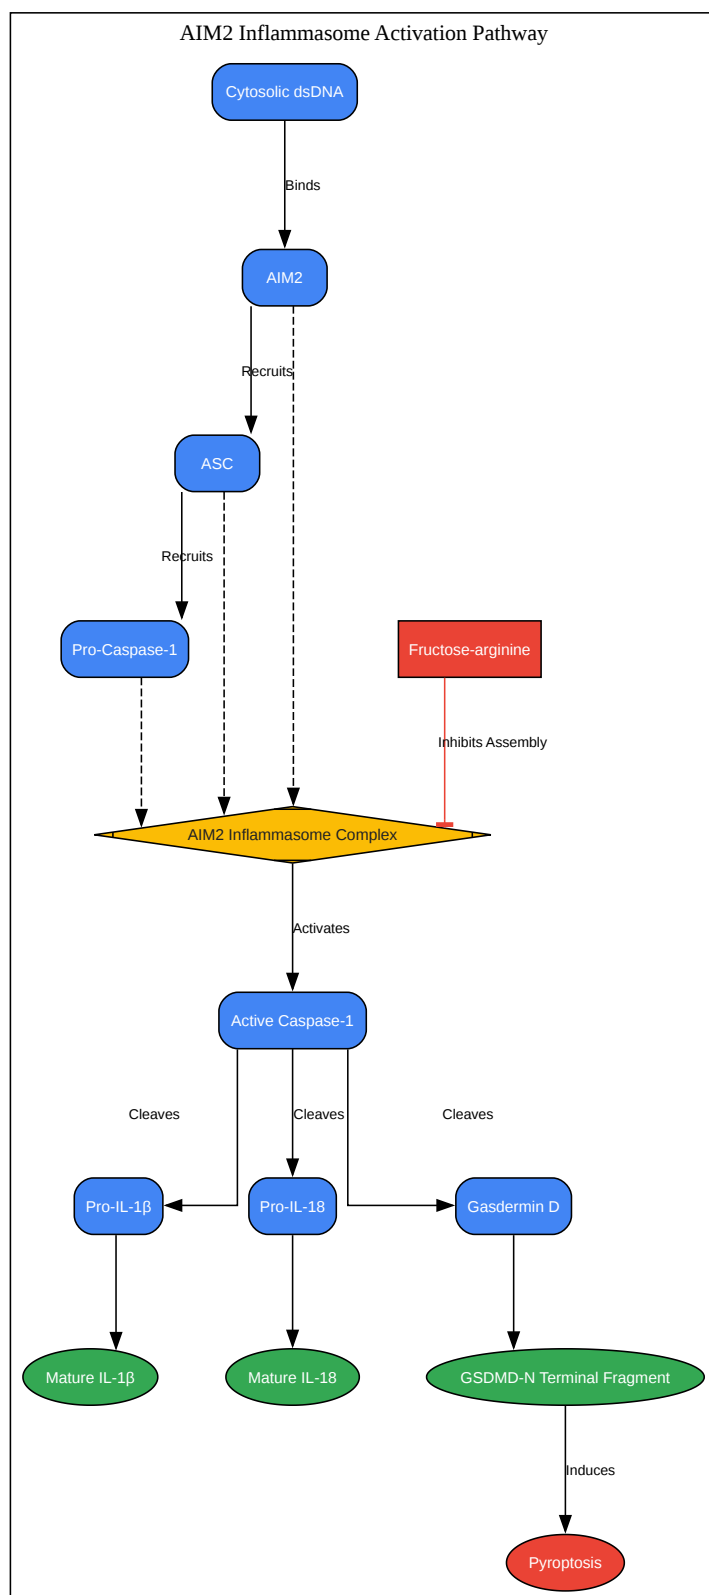 AIM2 Inflammasome Activation Pathway
Cytosolic dsDNA
Binds
AIM2
Recruits
ASC
Recruits
Pro-Caspase-1
Fructose-arginine
Inhibits Assembly
AIM2 Inflammasome Complex
Activates
Active Caspase-1
Cleaves
Cleaves
Cleaves
Pro-IL-1β
Pro-IL-18
Gasdermin D
Mature IL-1β
Mature IL-18
GSDMD-N Terminal Fragment
Induces
Pyroptosis